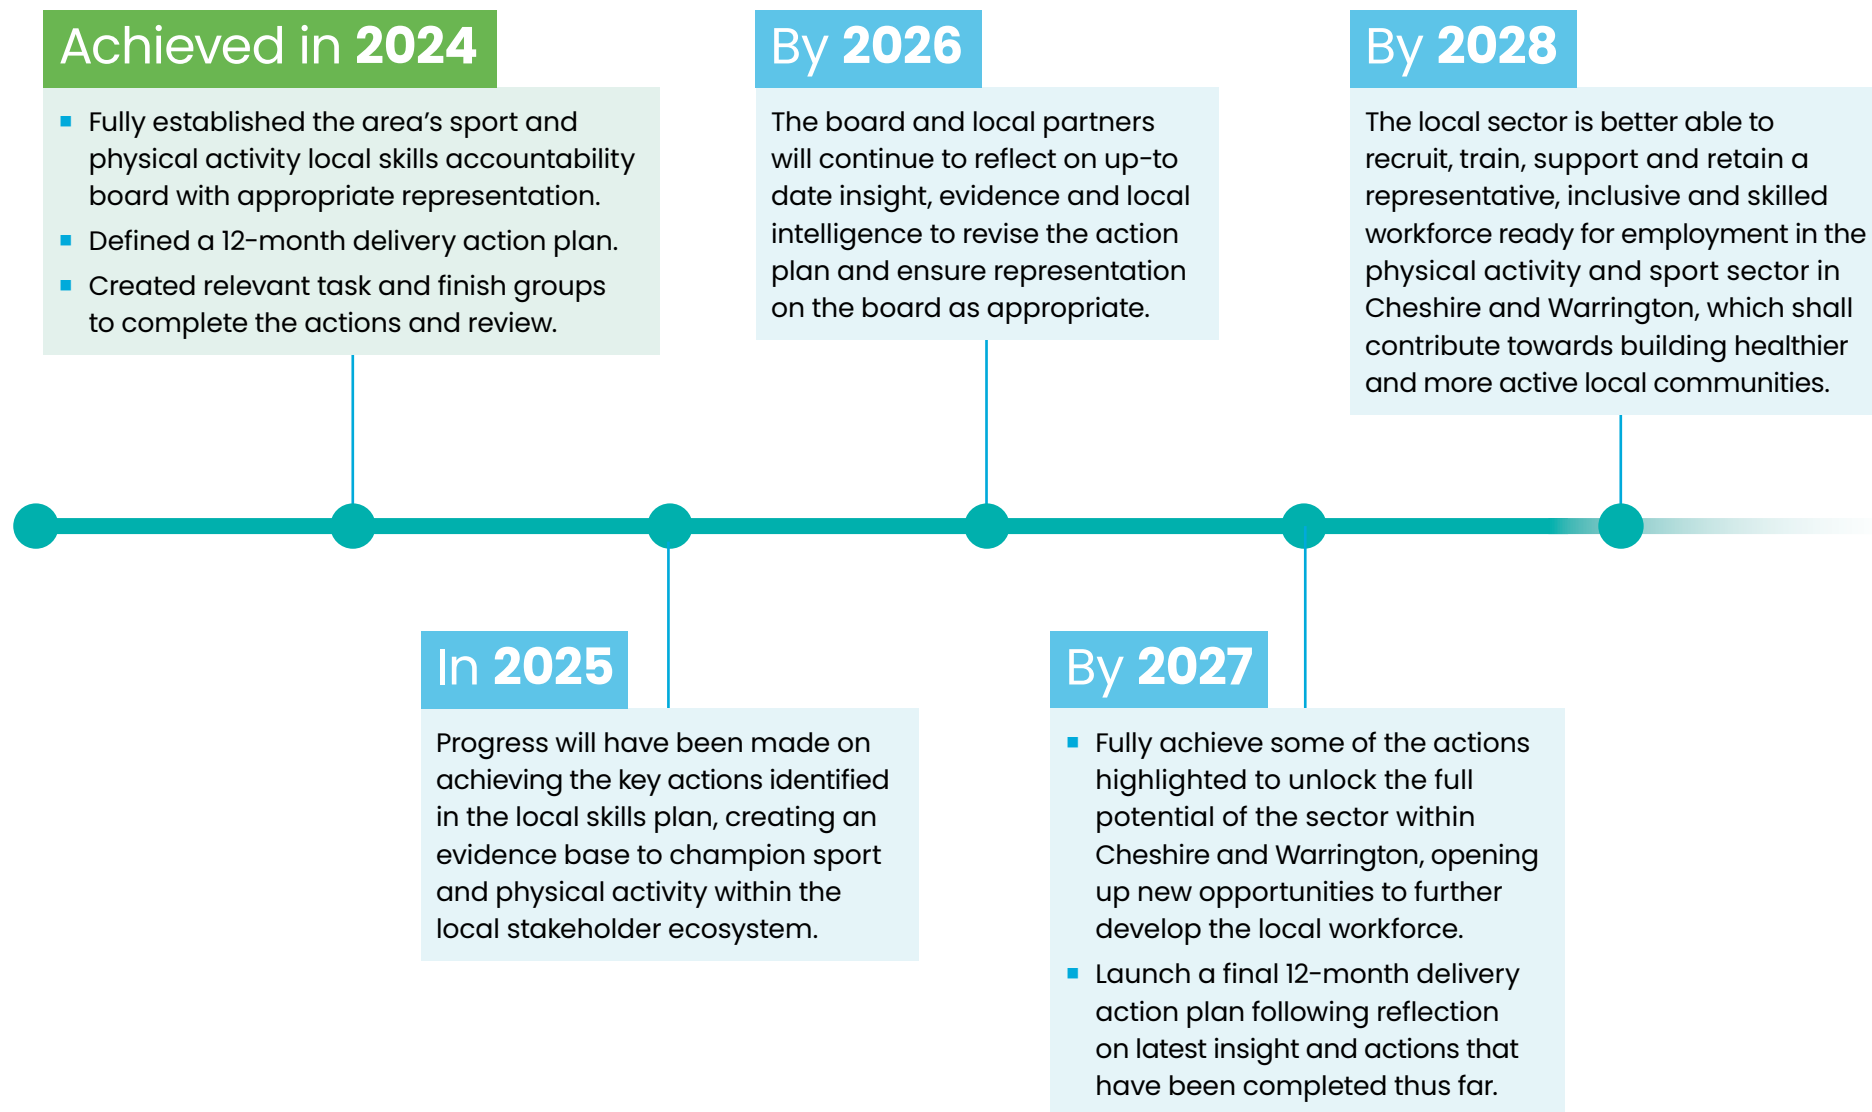 Achieved in 2024
Fully established the area's sport and
physical activity local skills accountability
board with appropriate representation.
Defined a 12-month delivery action plan.
Created relevant task and finish groups
to complete the actions and review.
In 2025
Progress will have been made on
achieving the key actions identified
in the local skills plan, creating an
evidence base to champion sport
and physical activity within the
local stakeholder ecosystem.
By 2026
The board and local partners
will continue to reflect on up-to
date insight, evidence and local
intelligence to revise the action
plan and ensure representation
on the board as appropriate.
By 2027
Fully achieve some of the actions
highlighted to unlock the full
potential of the sector within
Cheshire and Warrington, opening
up new opportunities to further
develop the local workforce.
Launch a final 12-month delivery
action plan following reflection
on latest insight and actions that
have been completed thus far.
By 2028
The local sector is better able to
recruit, train, support and retain a
representative, inclusive and skilled
workforce ready for employment in the
physical activity and sport sector in
Cheshire and Warrington, which shall
contribute towards building healthier
and more active local communities.